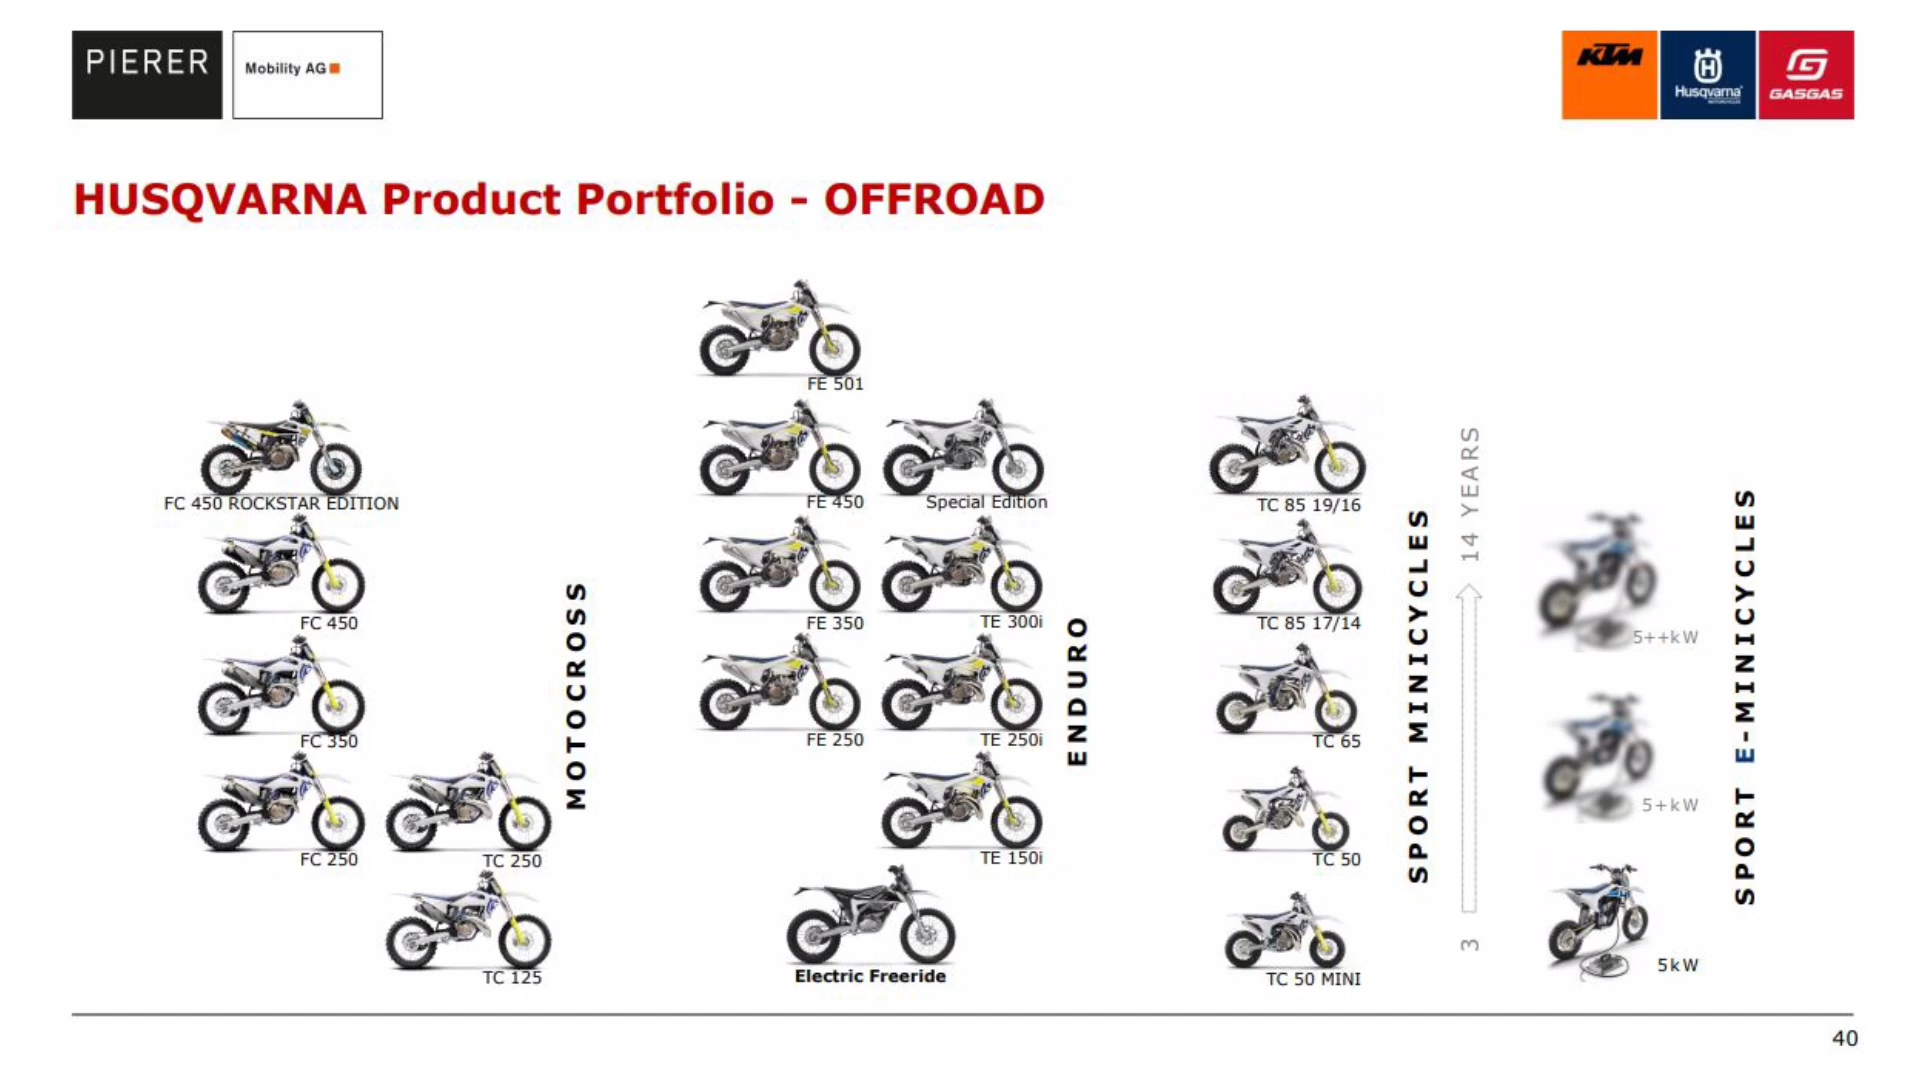 PIERER
Mobility AG
KTM
Husqvarna
MOTORCYCLES
GASGAS
HUSQVARNA Product Portfolio - OFFROAD
FE 501
FC 450 ROCKSTAR EDITION
FE 450
Special Edition
TC 85 19/16
FC 450
FE 350
TE 300i
TC 85 17/14
FC 350
FE 250
TE 250i
TC 65
FC 250
TC 250
TE 150i
TC 50
TC 125
Electric Freeride
TC 50 MINI
MOTOCROSS
ENDURO
SPORT MINICYCLES
14 YEARS
3
5++kW
5+kW
5kW
SPORT E-MINICYCLES
40